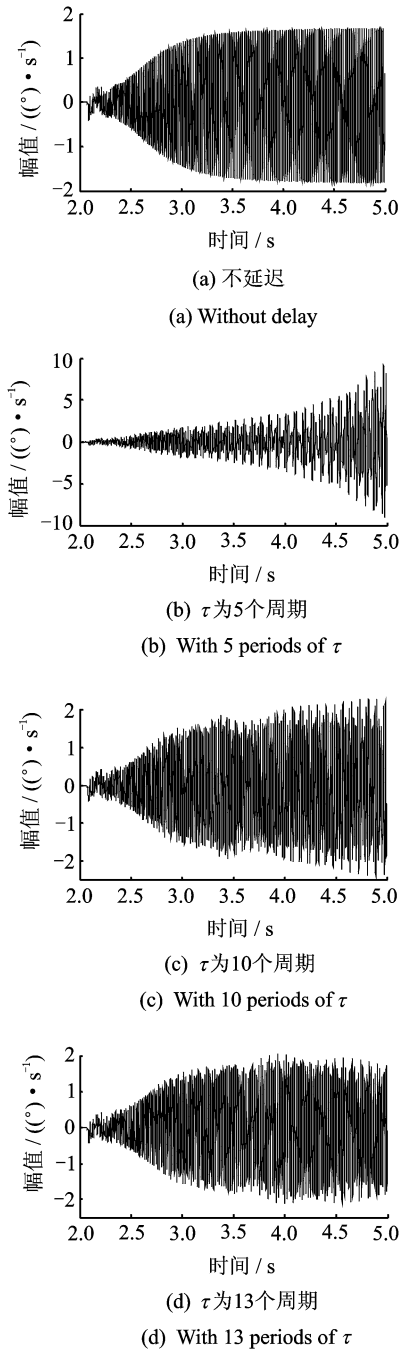 2
1
0
−1
−2
幅值 / ((°)·s⁻¹)
2.0 2.5 3.0 3.5 4.0 4.5 5.0
时间 / s
(a) 不延迟
(a) Without delay
10
5
0
−5
−10
幅值 / ((°)·s⁻¹)
2.0 2.5 3.0 3.5 4.0 4.5 5.0
时间 / s
(b) τ为5个周期
(b) With 5 periods of τ
2
1
0
−1
−2
幅值 / ((°)·s⁻¹)
2.0 2.5 3.0 3.5 4.0 4.5 5.0
时间 / s
(c) τ为10个周期
(c) With 10 periods of τ
2
1
0
−1
−2
幅值 / ((°)·s⁻¹)
2.0 2.5 3.0 3.5 4.0 4.5 5.0
时间 / s
(d) τ为13个周期
(d) With 13 periods of τ